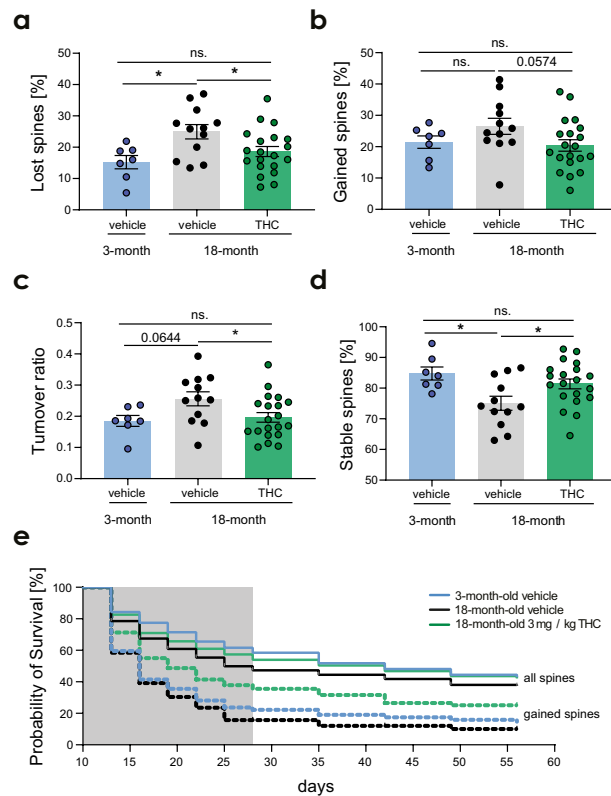 a
ns.
*
*
Lost spines [%]
50
40
30
20
10
0
vehicle
vehicle
THC
3-month
18-month
b
ns.
ns.
0.0574
Gained spines [%]
50
40
30
20
10
0
vehicle
vehicle
THC
3-month
18-month
c
ns.
0.0644
*
Turnover ratio
0.5
0.4
0.3
0.2
0.1
0.0
vehicle
vehicle
THC
3-month
18-month
d
ns.
*
*
Stable spines [%]
100
90
80
70
60
50
vehicle
vehicle
THC
3-month
18-month
e
Probability of Survival [%]
100
80
60
40
20
0
3-month-old vehicle
18-month-old vehicle
18-month-old 3 mg / kg THC
all spines
gained spines
10 15 20 25 30 35 40 45 50 55 60
days